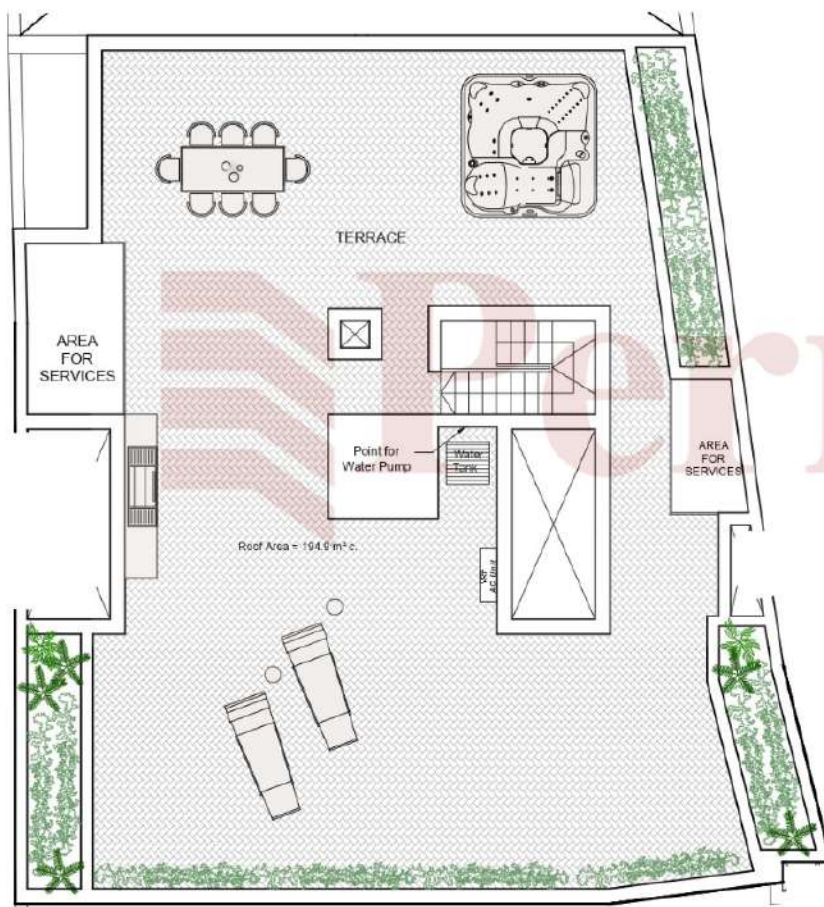 TERRACE
AREA
FOR
SERVICES
Point for
Water Pump
Water
Tank
AREA
FOR
SERVICES
Roof Area = 194.9 m² c.
VRF
AC Unit
Perr